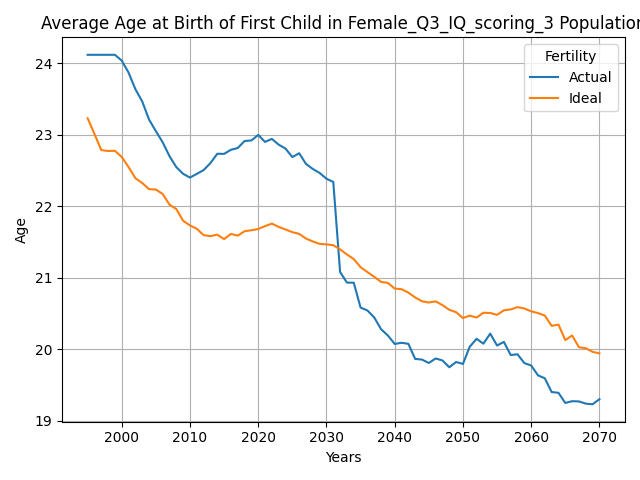 Average Age at Birth of First Child in Female_Q3_IQ_scoring_3 Population
Fertility
Actual
Ideal
24
23
22
21
20
19
Age
2000 2010 2020 2030 2040 2050 2060 2070
Years